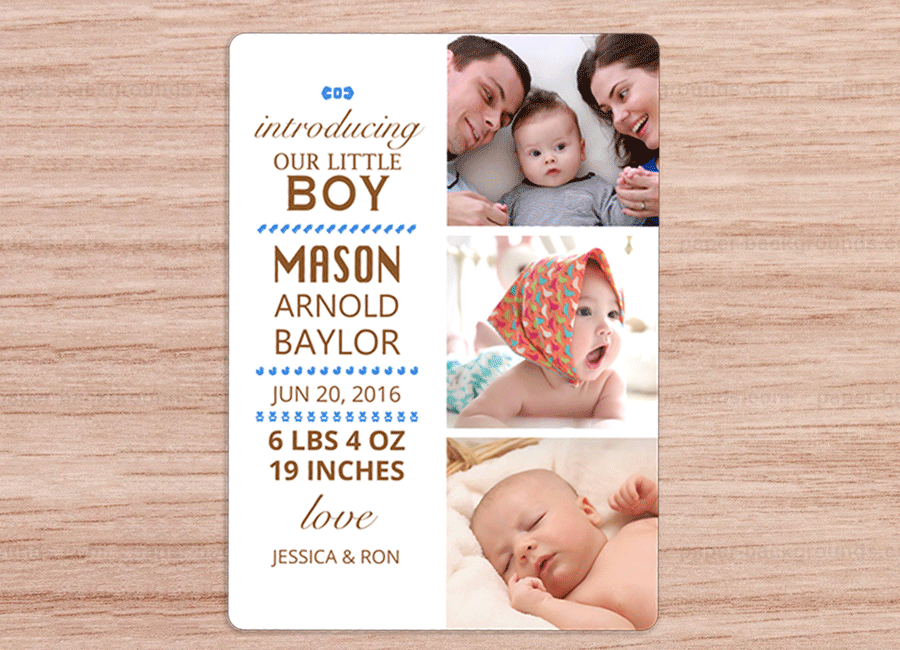 introducing
OUR LITTLE
BOY
MASON
ARNOLD
BAYLOR
JUN 20, 2016
6 LBS 4 OZ
19 INCHES
love
JESSICA & RON